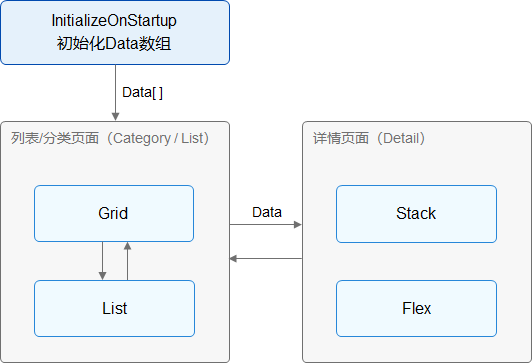 InitializeOnStartup
初始化Data数组
Data[ ]
列表/分类页面（Category / List）
Grid
List
Data
详情页面（Detail）
Stack
Flex